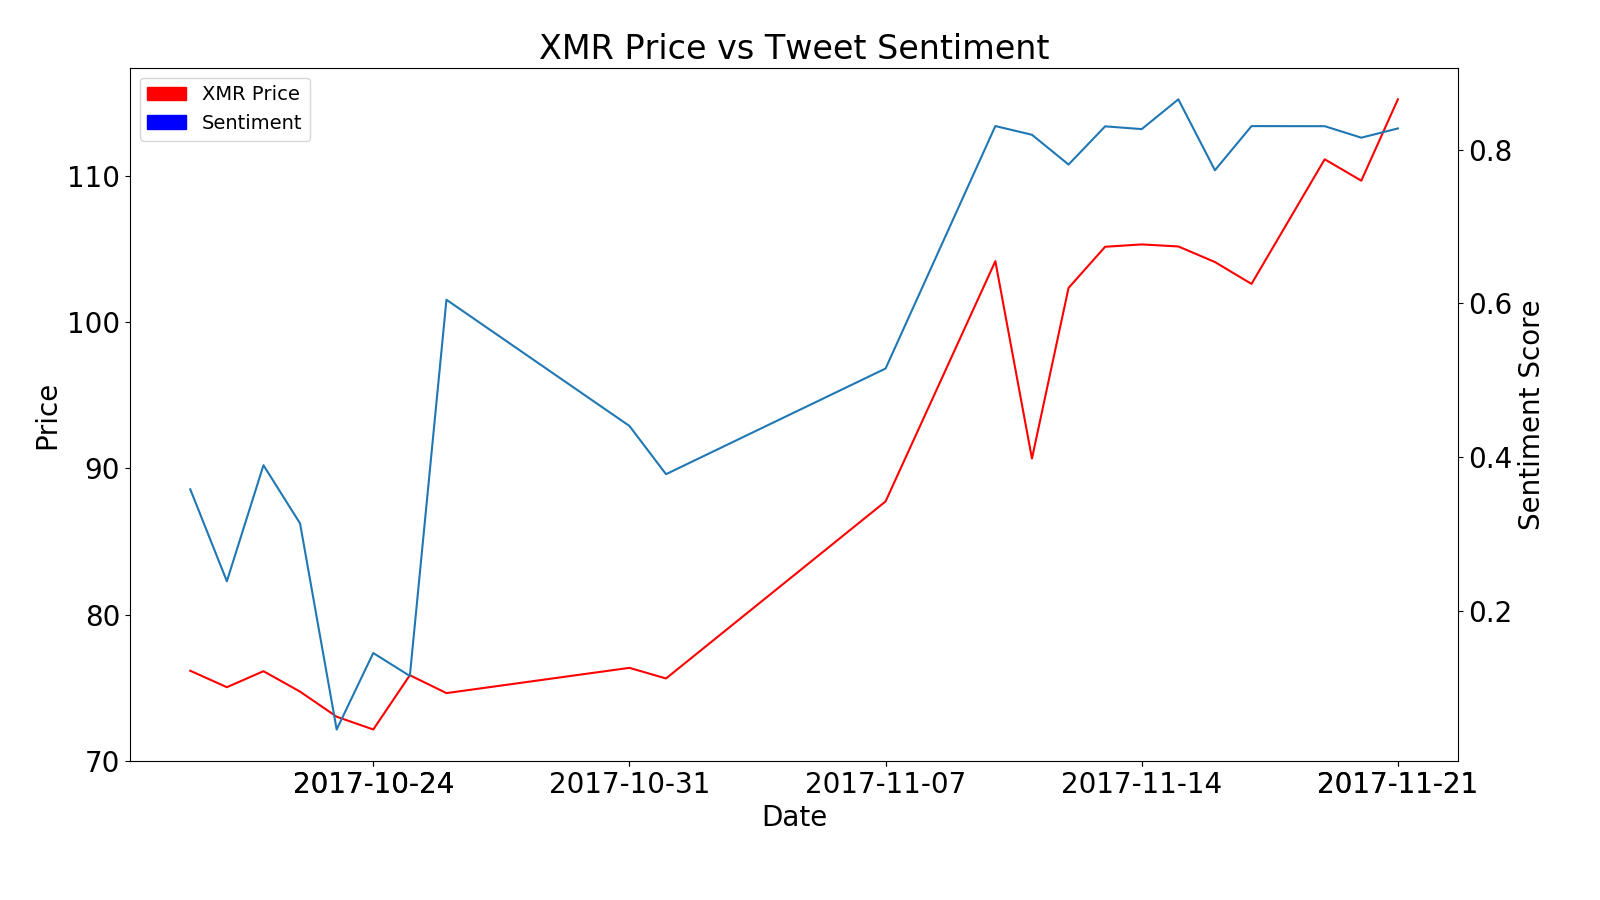 XMR Price vs Tweet Sentiment
XMR Price
Sentiment
110
100
90
80
70
Price
0.8
0.6
0.4
0.2
Sentiment Score
2017-10-24
2017-10-31
2017-11-07
2017-11-14
2017-11-21
Date